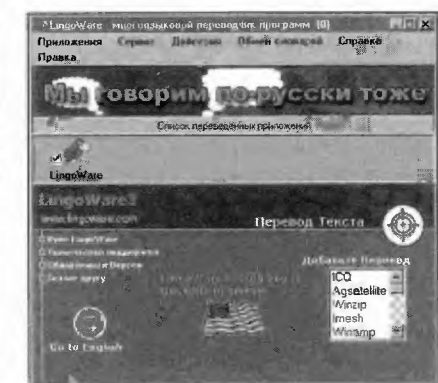 LingoWare многоязыковой переводчик программ (0)
Приложения Сервис Действия Обмен словарей Справка
Правка
Мы говорим по-русски тоже
Список переведенных приложений
LingoWare
LingoWare3
www.lingoware.com
Перевод Текста
Добавьте Перевод
ICQ
Agsatellite
Winzip
Imesh
Winamp
Go to English